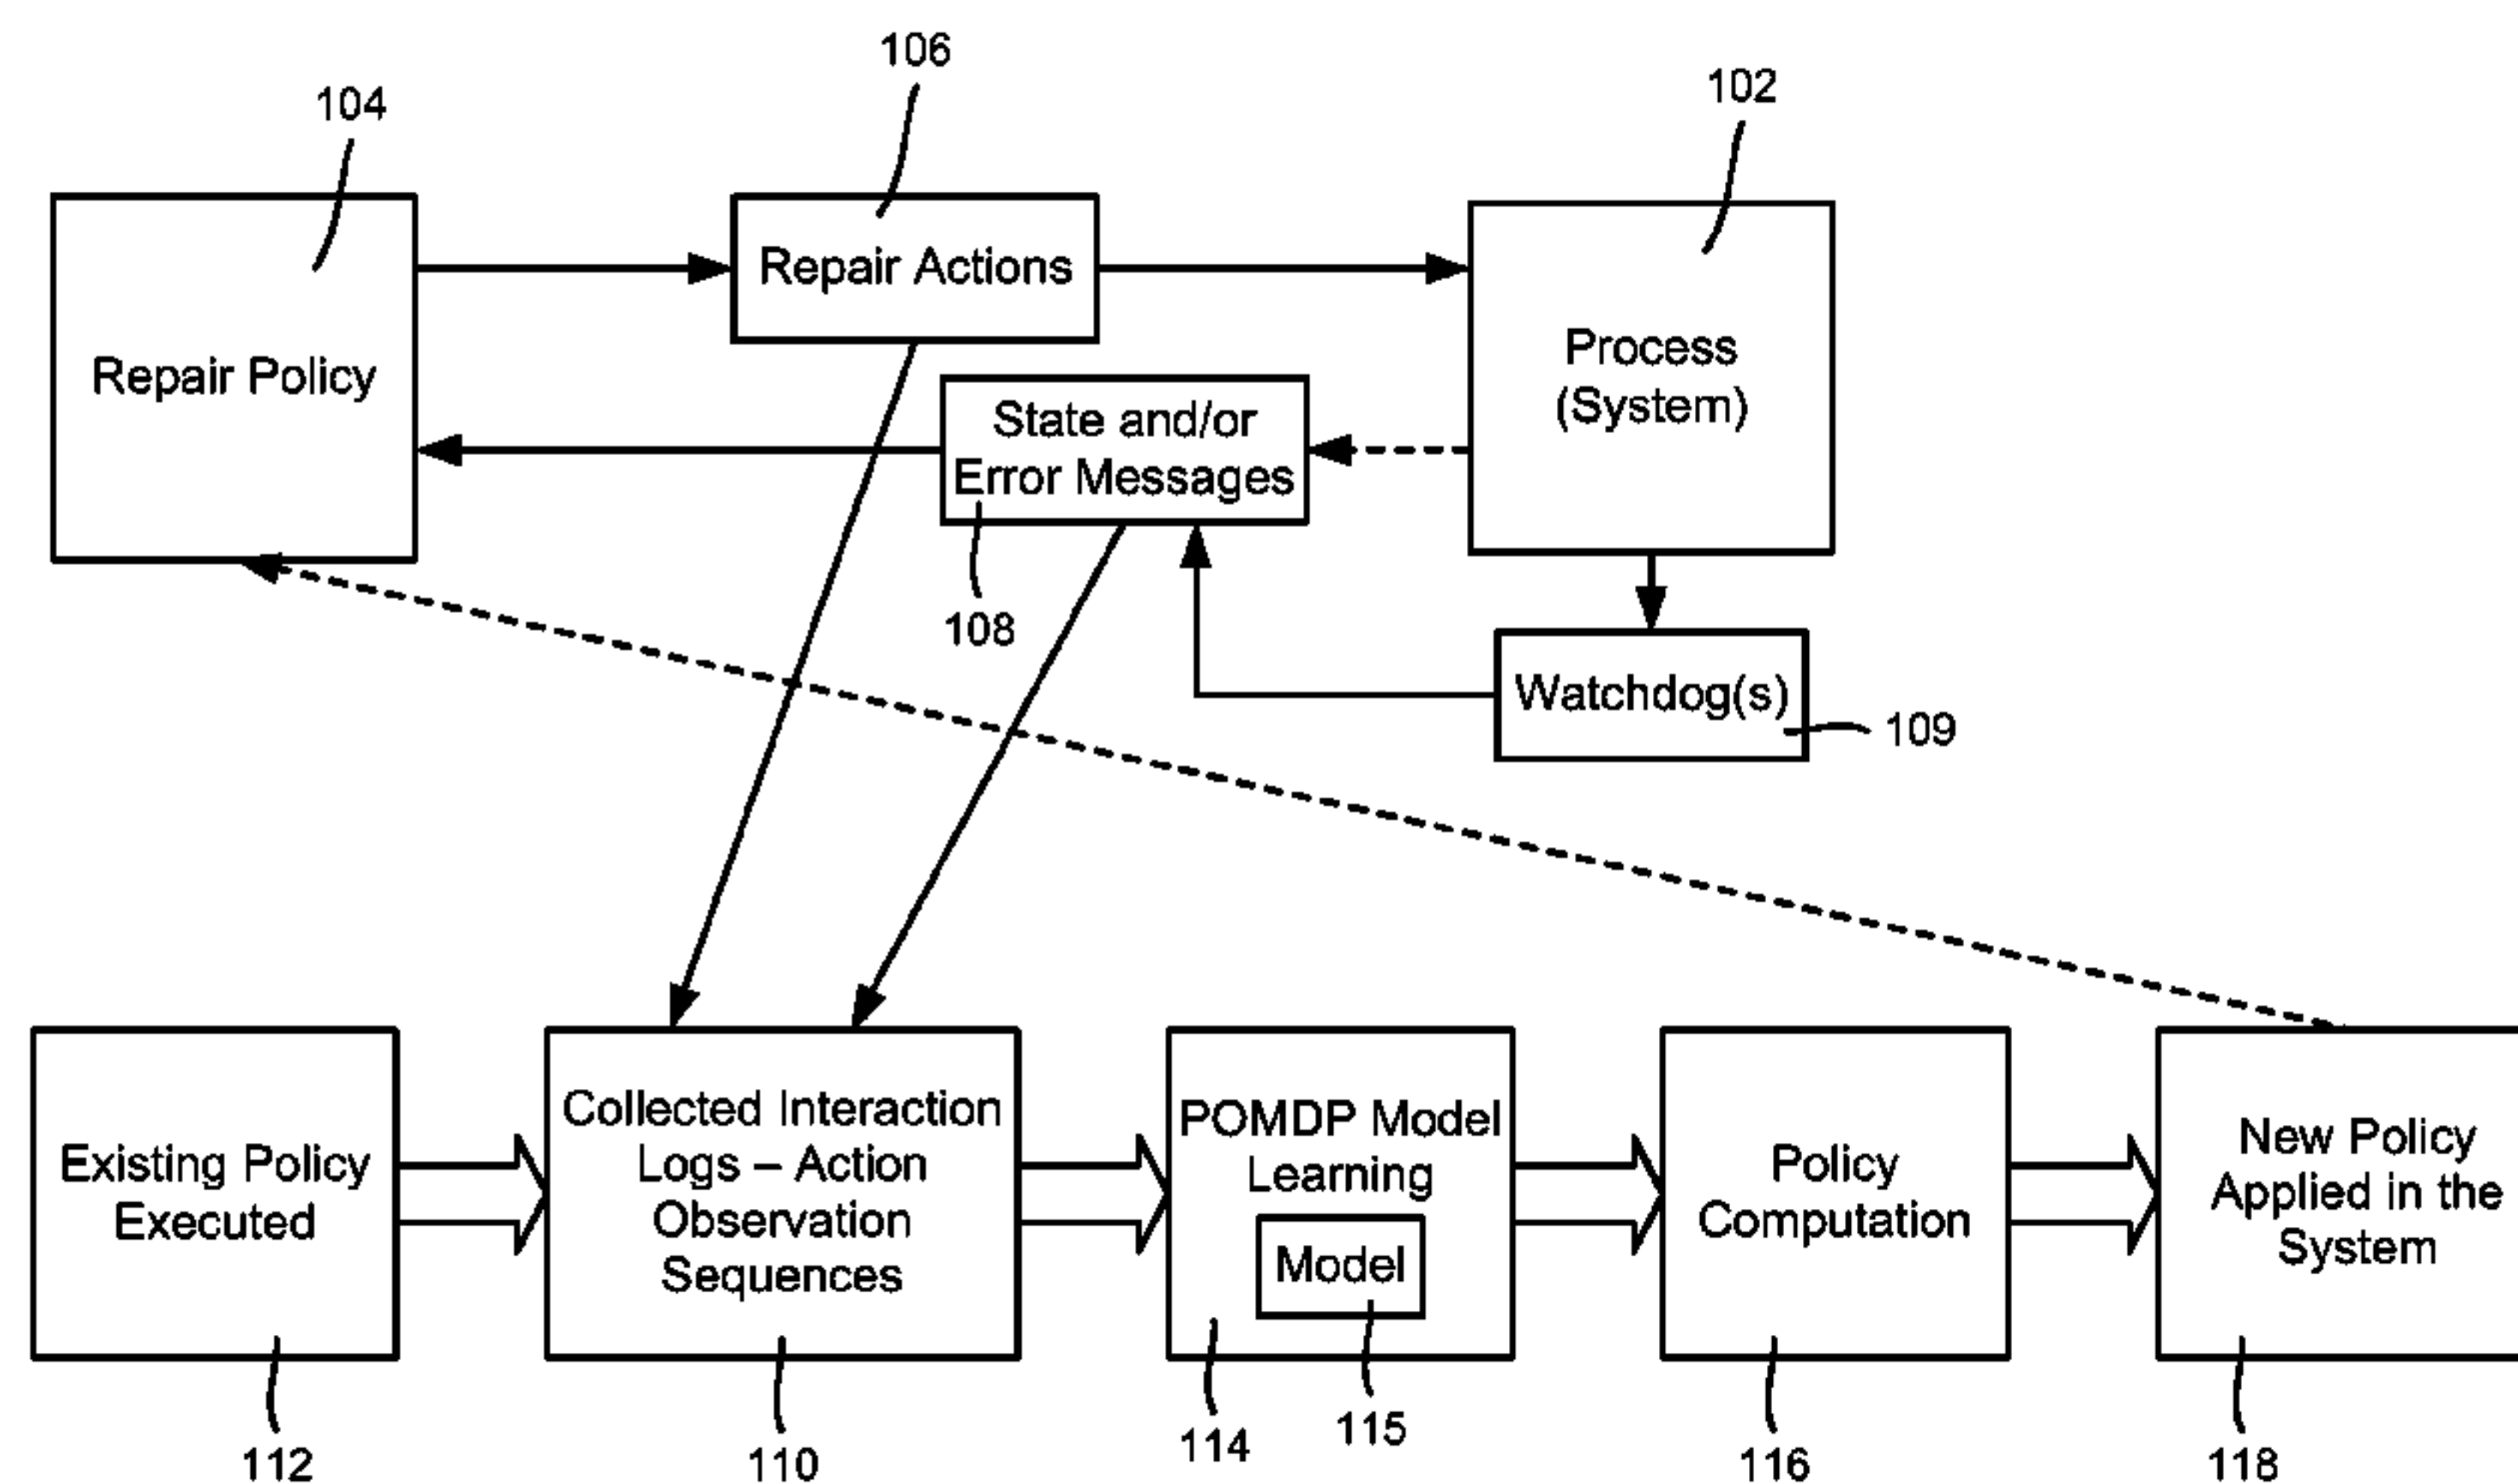 106
104
102
Repair Policy
Repair Actions
Process
(System)
State and/or
Error Messages
108
Watchdog(s)
109
Existing Policy
Executed
Collected Interaction
Logs – Action
Observation
Sequences
POMDP Model
Learning
Model
Policy
Computation
New Policy
Applied in the
System
112
110
114
115
116
118